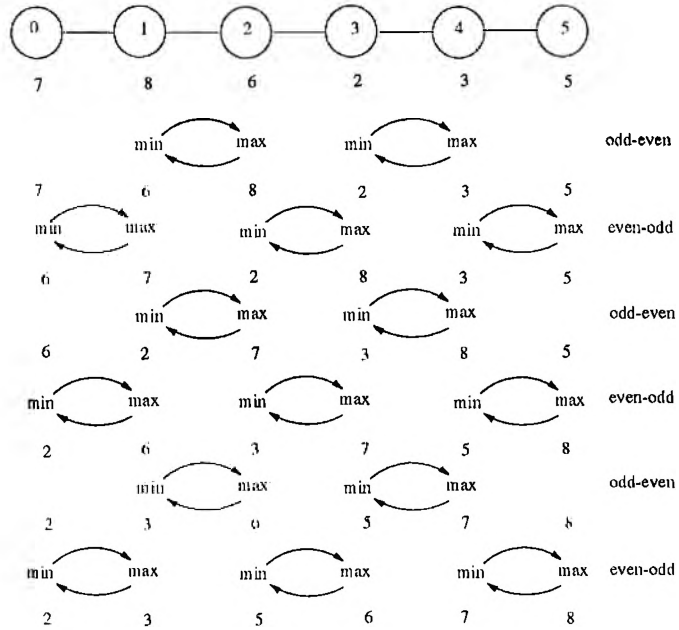 0 1 2 3 4 5
7 8 6 2 3 5
min max min max odd-even
7 6 8 2 3 5
min max min max min max even-odd
6 7 2 8 3 5
min max min max odd-even
6 2 7 3 8 5
min max min max min max even-odd
2 6 3 7 5 8
min max min max odd-even
2 3 6 5 7 8
min max min max min max even-odd
2 3 5 6 7 8